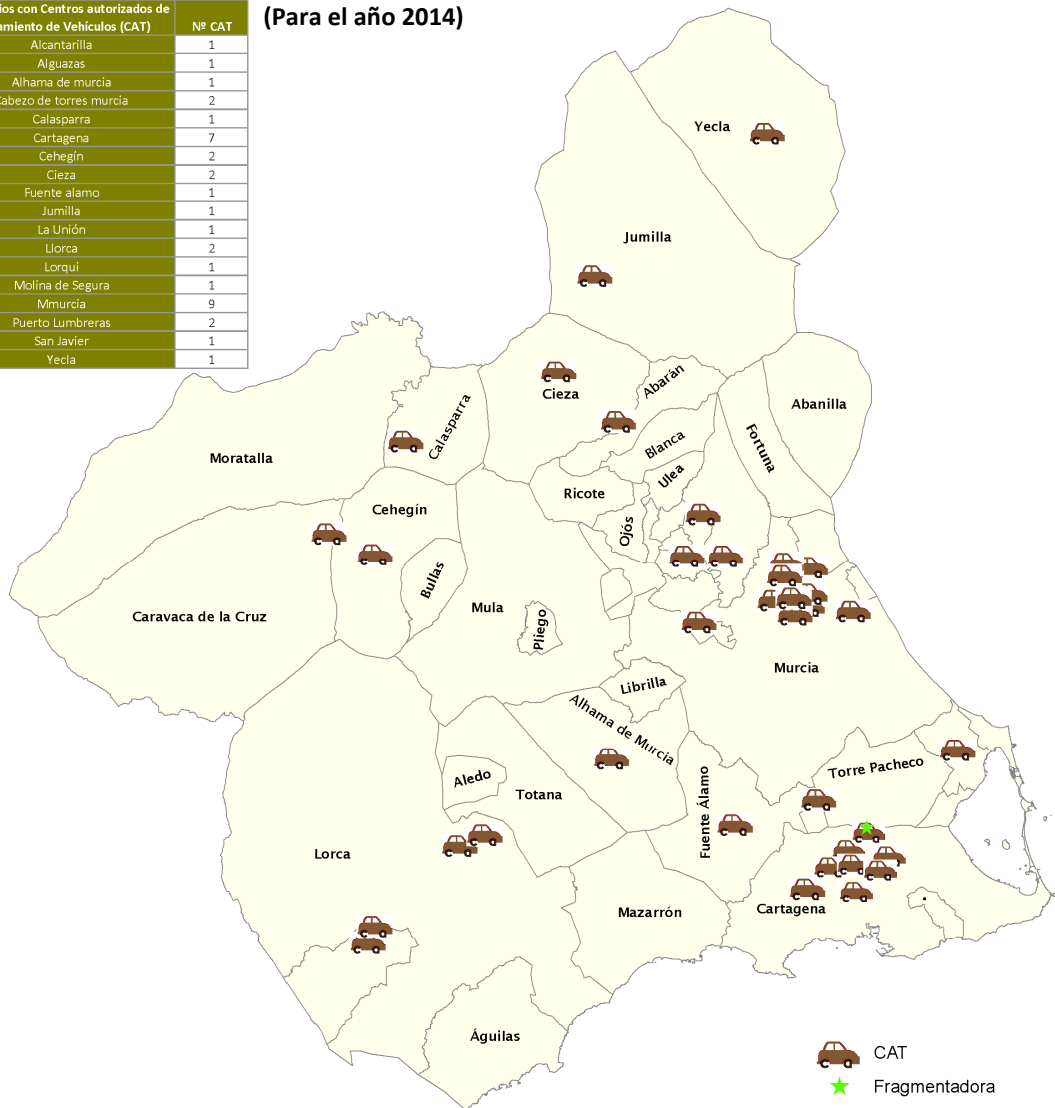 ios con Centros autorizados de
amiento de Vehículos (CAT) Nº CAT
Alcantarilla 1
Alguazas 1
Alhama de murcia 1
Cabezo de torres murcia 2
Calasparra 1
Cartagena 7
Cehegín 2
Cieza 2
Fuente alamo 1
Jumilla 1
La Unión 1
Llorca 2
Lorqui 1
Molina de Segura 1
Mmurcia 9
Puerto Lumbreras 2
San Javier 1
Yecla 1
(Para el año 2014)
Yecla
Jumilla
Abarán
Cieza
Abanilla
Calasparra
Blanca
Fortuna
Moratalla
Ulea
Ricote
Cehegín
Ojós
Bullas
Mula
Caravaca de la Cruz
Pliego
Murcia
Librilla
Alhama de Murcia
Torre Pacheco
Aledo
Totana
Fuente Álamo
Lorca
Mazarrón
Cartagena
Águilas
CAT
Fragmentadora